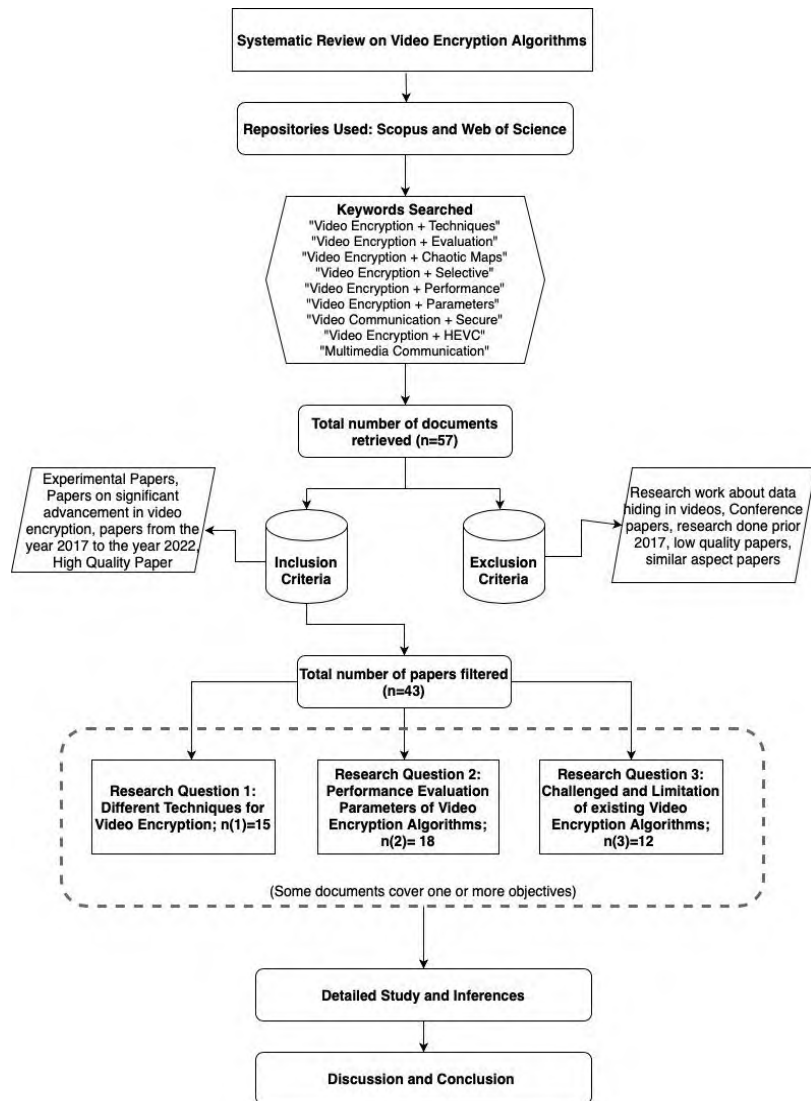 Systematic Review on Video Encryption Algorithms
Repositories Used: Scopus and Web of Science
Keywords Searched
"Video Encryption + Techniques"
"Video Encryption + Evaluation"
"Video Encryption + Chaotic Maps"
"Video Encryption + Selective"
"Video Encryption + Performance"
"Video Encryption + Parameters"
"Video Communication + Secure"
"Video Encryption + HEVC"
"Multimedia Communication"
Total number of documents
retrieved (n=57)
Experimental Papers,
Papers on significant
advancement in video
encryption, papers from the
year 2017 to the year 2022,
High Quality Paper
Inclusion
Criteria
Exclusion
Criteria
Research work about data
hiding in videos, Conference
papers, research done prior
2017, low quality papers,
similar aspect papers
Total number of papers filtered
(n=43)
Research Question 1:
Different Techniques for
Video Encryption; n(1)=15
Research Question 2:
Performance Evaluation
Parameters of Video
Encryption Algorithms;
n(2)= 18
Research Question 3:
Challenged and Limitation
of existing Video
Encryption Algorithms;
n(3)=12
(Some documents cover one or more objectives)
Detailed Study and Inferences
Discussion and Conclusion